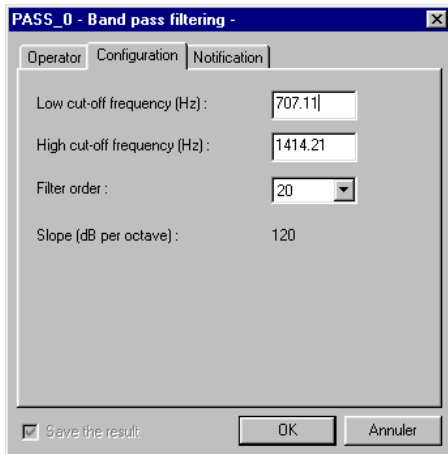 PASS_0 - Band pass filtering -
Operator Configuration Notification
Low cut-off frequency (Hz) : 707.11
High cut-off frequency (Hz) : 1414.21
Filter order : 20
Slope (dB per octave) : 120
Save the result OK Annuler